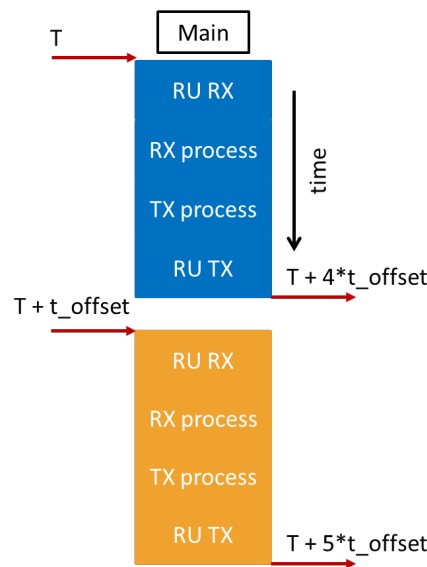 T
Main
RU RX
RX process
time
TX process
RU TX
T + 4*t_offset
T + t_offset
RU RX
RX process
TX process
RU TX
T + 5*t_offset